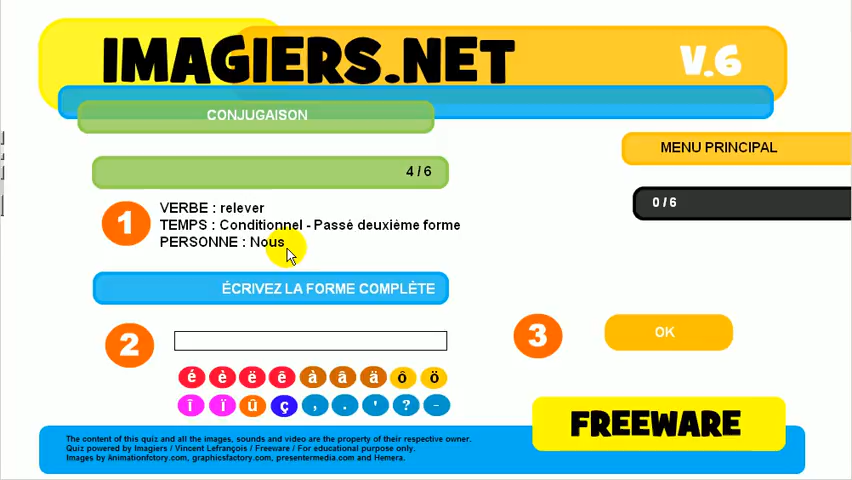 IMAGIERS.NET
V.6
CONJUGAISON
MENU PRINCIPAL
4 / 6
0 / 6
1
VERBE : relever
TEMPS : Conditionnel - Passé deuxième forme
PERSONNE : Nous
ÉCRIVEZ LA FORME COMPLÈTE
2
3
OK
é è ë ê à â ä ô ö
î ï û ç , . ' ? -
FREEWARE
The content of this quiz and all the images, sounds and video are the property of their respective owner.
Quiz powered by Imagiers / Vincent Lefrançois / Freeware / For educational purpose only.
Images by Animationfctory.com, graphicsfactory.com, presentermedia.com and Hemera.